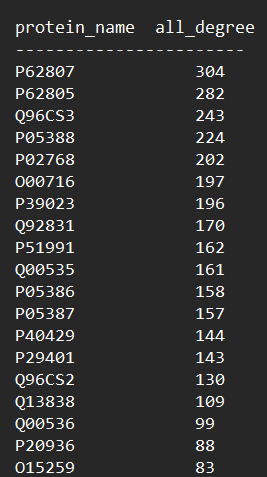 protein_name all_degree
-----------------------
P62807 304
P62805 282
Q96CS3 243
P05388 224
P02768 202
O00716 197
P39023 196
Q92831 170
P51991 162
Q00535 161
P05386 158
P05387 157
P40429 144
P29401 143
Q96CS2 130
Q13838 109
Q00536 99
P20936 88
O15259 83